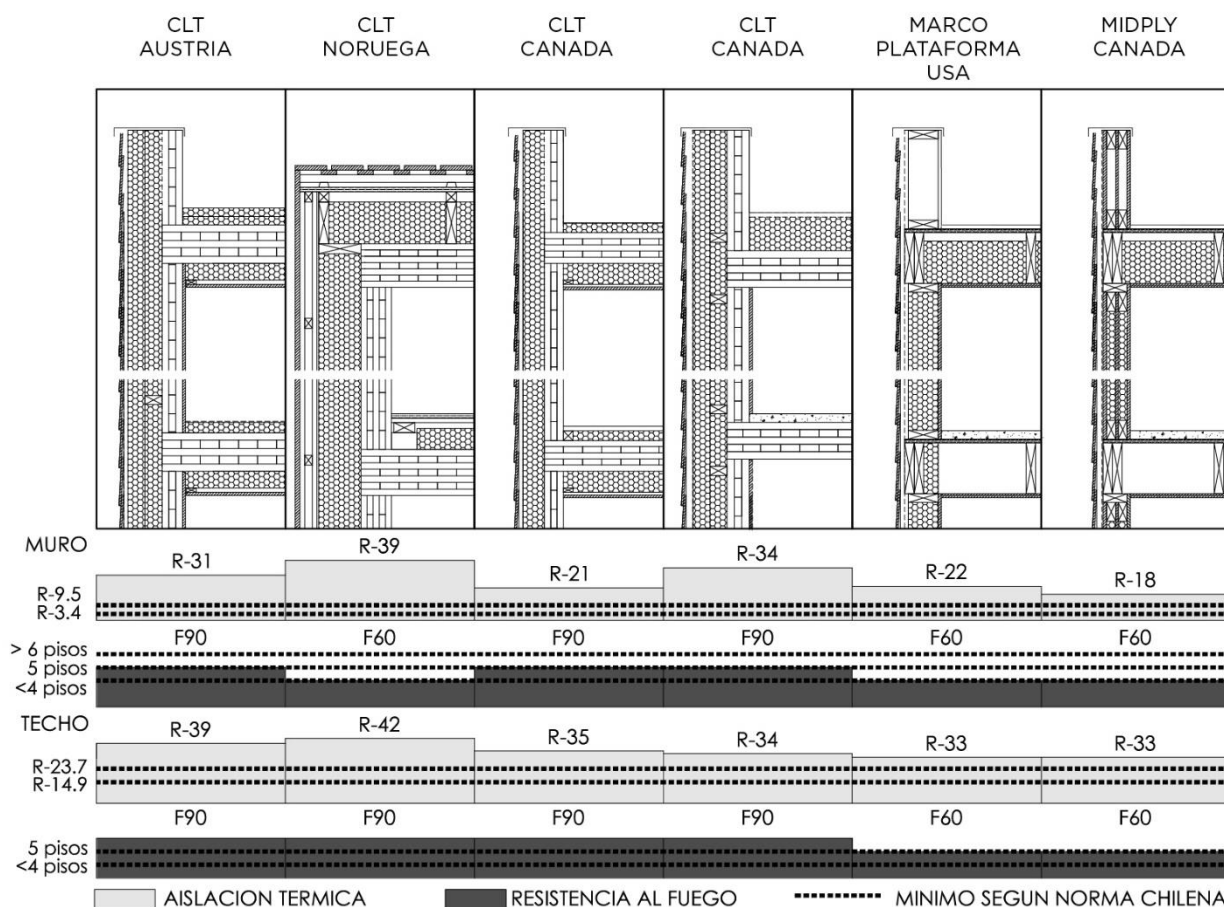 CLT
AUSTRIA
CLT
NORUEGA
CLT
CANADA
CLT
CANADA
MARCO
PLATAFORMA
USA
MIDPLY
CANADA
MURO
R-31
R-39
R-21
R-34
R-22
R-18
R-9.5
R-3.4
F90
F60
F90
F90
F60
F60
> 6 pisos
5 pisos
<4 pisos
TECHO
R-39
R-42
R-35
R-34
R-33
R-33
R-23.7
R-14.9
F90
F90
F90
F90
F60
F60
5 pisos
<4 pisos
AISLACION TERMICA
RESISTENCIA AL FUEGO
MINIMO SEGUN NORMA CHILENA